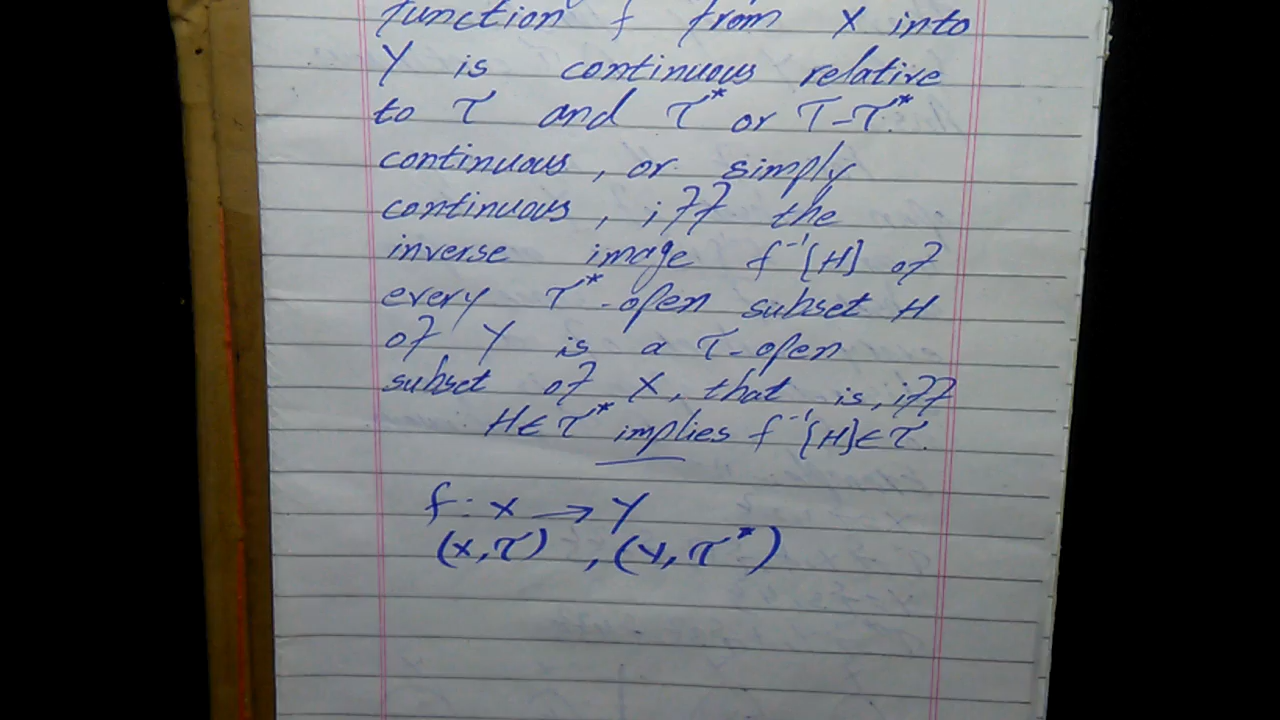 function f from X into
Y is continuous relative
to τ and τ* or τ-τ*
continuous, or simply
continuous, iff the
inverse image f⁻¹[H] of
every τ*-open subset H
of Y is a τ-open
subset of X, that is, iff
H∈τ* implies f⁻¹[H]∈τ.
f: X → Y
(X,τ) , (Y,τ*)